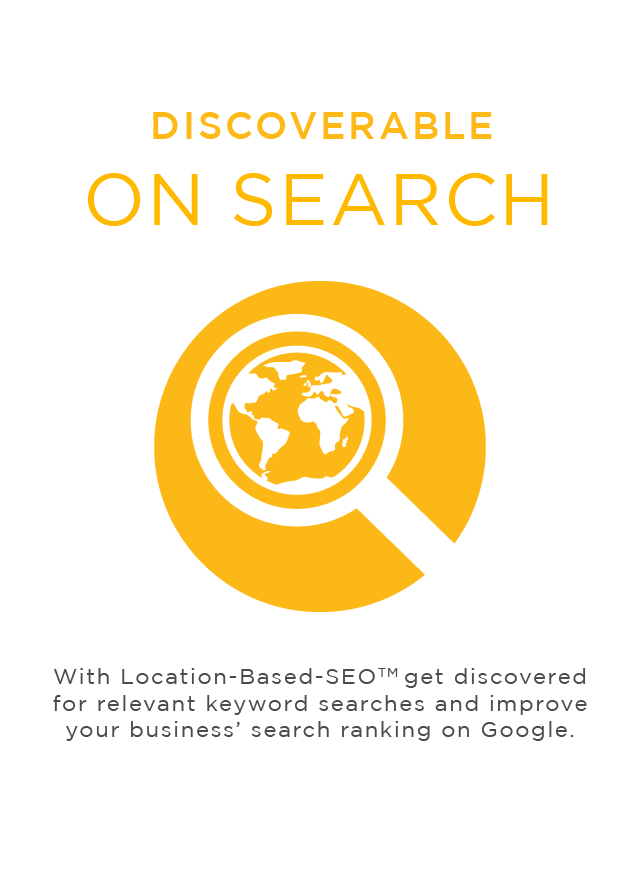 DISCOVERABLE
ON SEARCH
With Location-Based-SEO™ get discovered
for relevant keyword searches and improve
your business’ search ranking on Google.